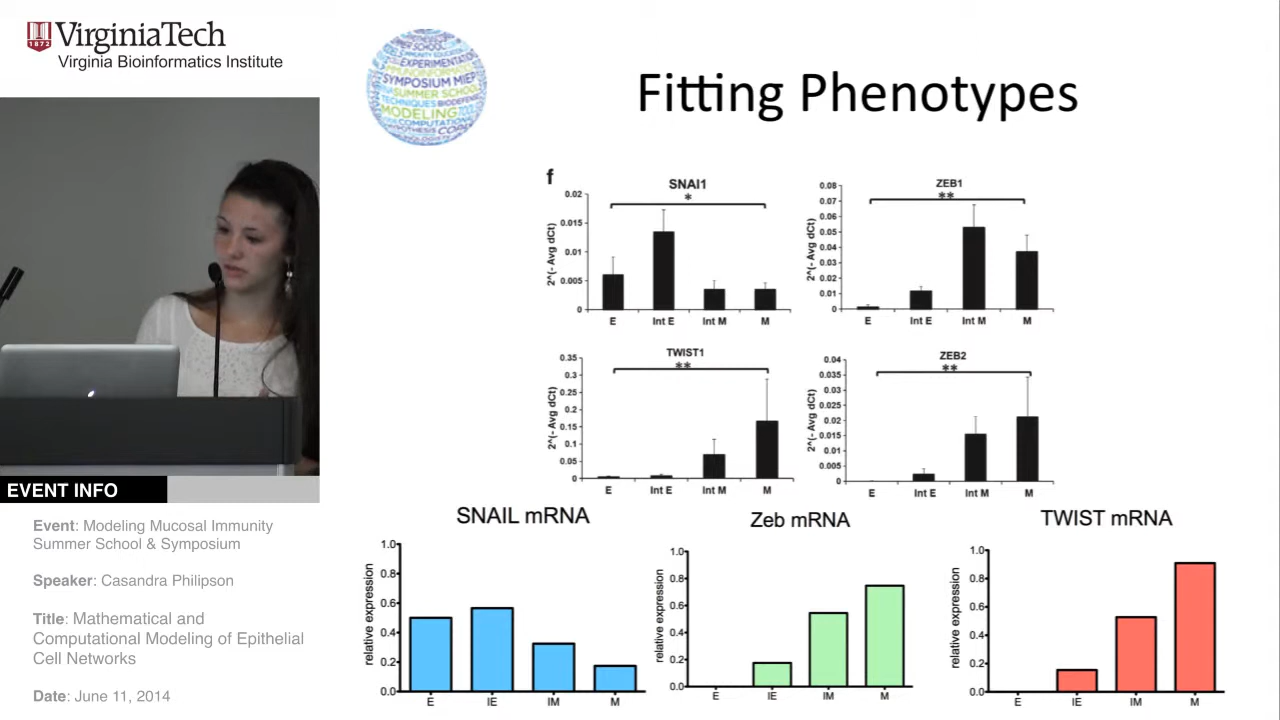 1872
VirginiaTech
Virginia Bioinformatics Institute
SYMPOSIUM MIEP
SUMMER SCHOOL
TECHNIQUES BIODEFENSE
MODELING
Fitting Phenotypes
f
SNAI1
*
2^(- Avg dCt)
0.02
0.015
0.01
0.005
0
E Int E Int M M
ZEB1
**
2^(- Avg dCt)
0.08
0.07
0.06
0.05
0.04
0.03
0.02
0.01
0
E Int E Int M M
TWIST1
**
2^(- Avg dCt)
0.35
0.3
0.25
0.2
0.15
0.1
0.05
0
E Int E Int M M
ZEB2
**
2^(- Avg dCt)
0.04
0.035
0.03
0.025
0.02
0.015
0.01
0.005
0
E Int E Int M M
SNAIL mRNA
relative expression
1.0
0.8
0.6
0.4
0.2
0.0
E IE IM M
Zeb mRNA
relative expression
1.0
0.8
0.6
0.4
0.2
0.0
E IE IM M
TWIST mRNA
relative expression
1.0
0.8
0.6
0.4
0.2
0.0
E IE IM M
EVENT INFO
Event: Modeling Mucosal Immunity
Summer School & Symposium
Speaker: Casandra Philipson
Title: Mathematical and
Computational Modeling of Epithelial
Cell Networks
Date: June 11, 2014